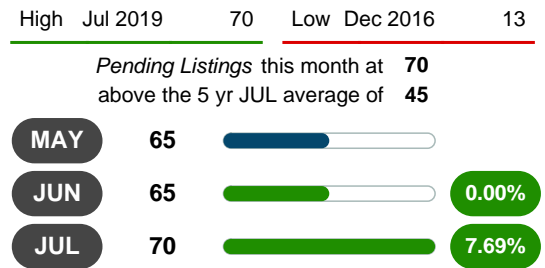 High Jul 2019 70 Low Dec 2016 13
Pending Listings this month at 70
above the 5 yr JUL average of 45
MAY 65
JUN 65 0.00%
JUL 70 7.69%